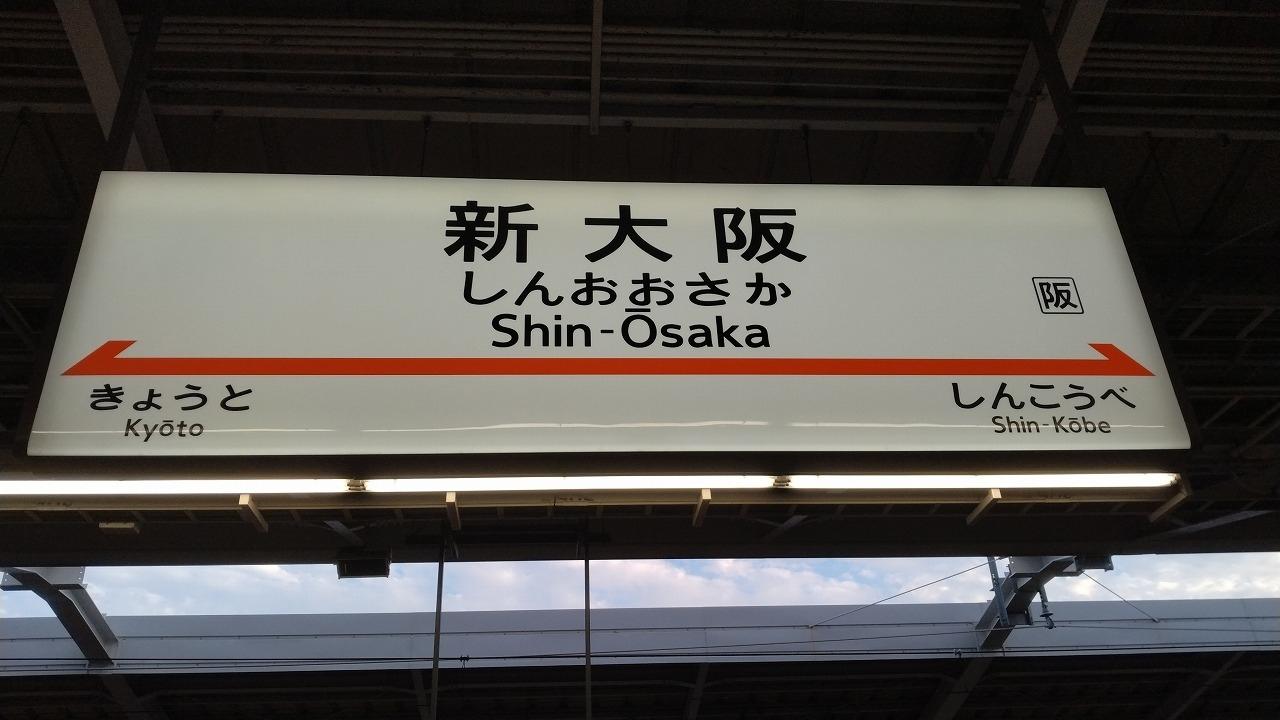 新大阪
しんおおさか
Shin-Ōsaka
阪
きょうと
Kyōto
しんこうべ
Shin-Kōbe